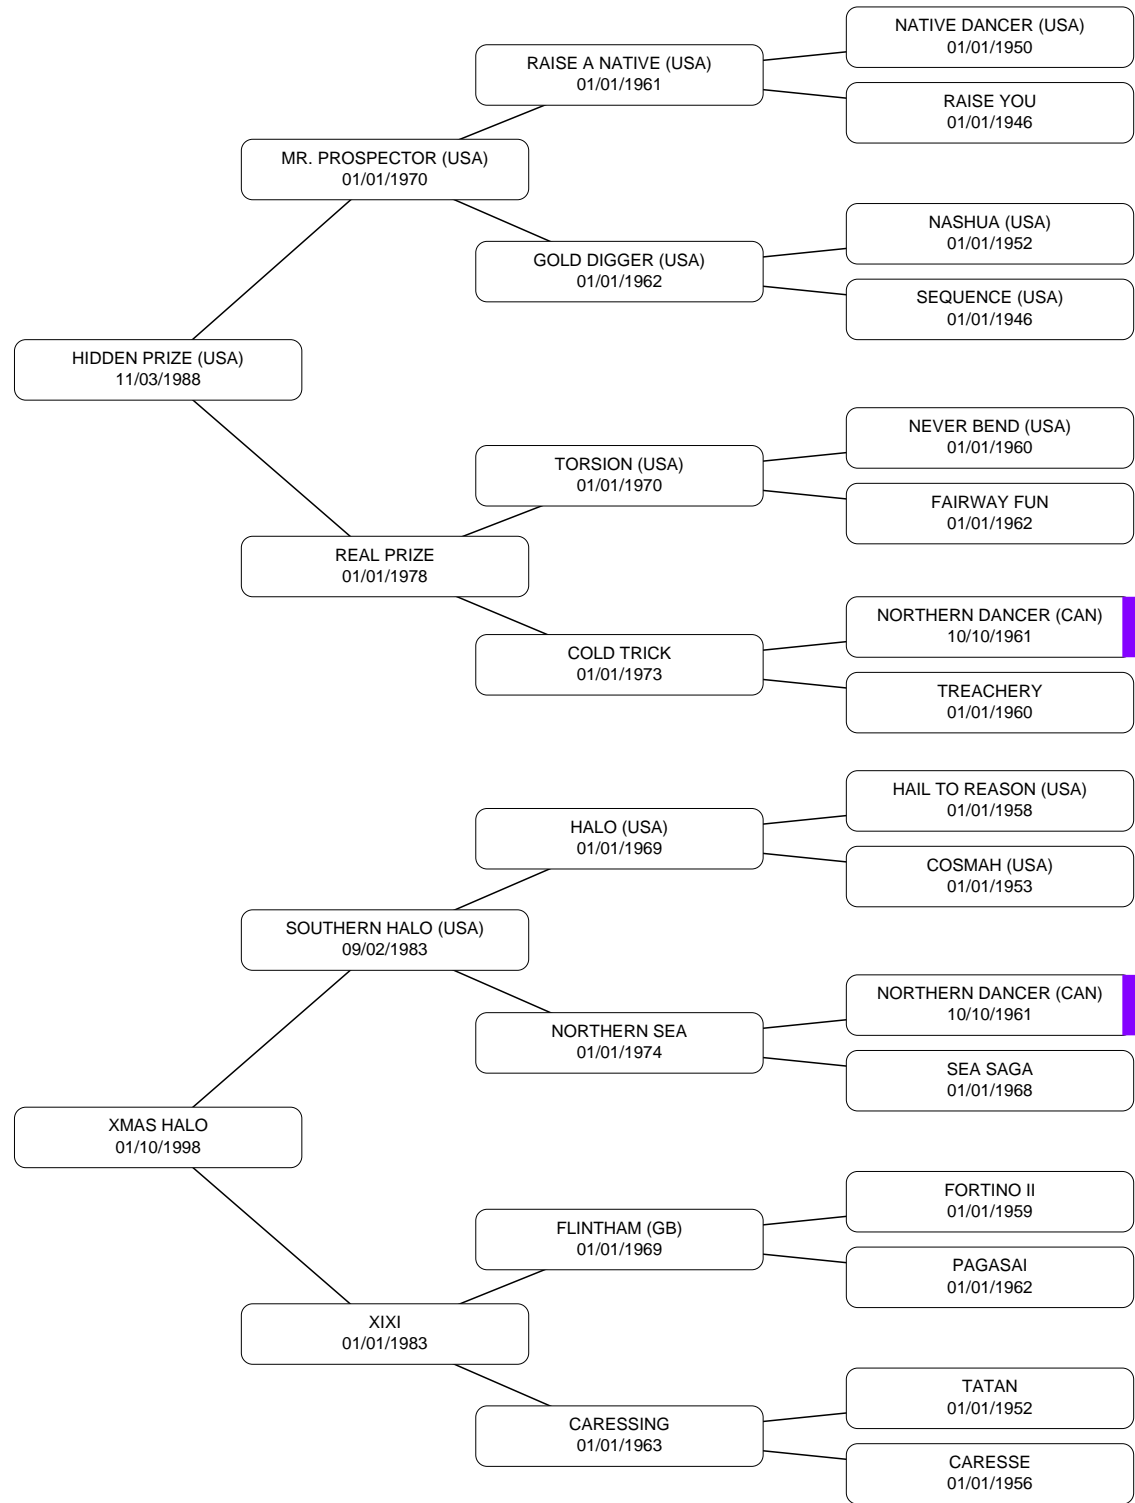 NATIVE DANCER (USA)
01/01/1950
RAISE A NATIVE (USA)
01/01/1961
RAISE YOU
01/01/1946
MR. PROSPECTOR (USA)
01/01/1970
NASHUA (USA)
01/01/1952
GOLD DIGGER (USA)
01/01/1962
SEQUENCE (USA)
01/01/1946
HIDDEN PRIZE (USA)
11/03/1988
NEVER BEND (USA)
01/01/1960
TORSION (USA)
01/01/1970
FAIRWAY FUN
01/01/1962
REAL PRIZE
01/01/1978
NORTHERN DANCER (CAN)
10/10/1961
COLD TRICK
01/01/1973
TREACHERY
01/01/1960
HAIL TO REASON (USA)
01/01/1958
HALO (USA)
01/01/1969
COSMAH (USA)
01/01/1953
SOUTHERN HALO (USA)
09/02/1983
NORTHERN DANCER (CAN)
10/10/1961
NORTHERN SEA
01/01/1974
SEA SAGA
01/01/1968
XMAS HALO
01/10/1998
FORTINO II
01/01/1959
FLINTHAM (GB)
01/01/1969
PAGASAI
01/01/1962
XIXI
01/01/1983
TATAN
01/01/1952
CARESSING
01/01/1963
CARESSE
01/01/1956